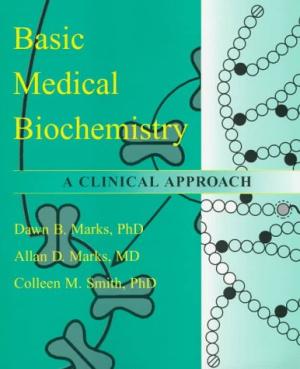 Basic
Medical
Biochemistry
A CLINICAL APPROACH
Dawn B. Marks, PhD
Allan D. Marks, MD
Colleen M. Smith, PhD